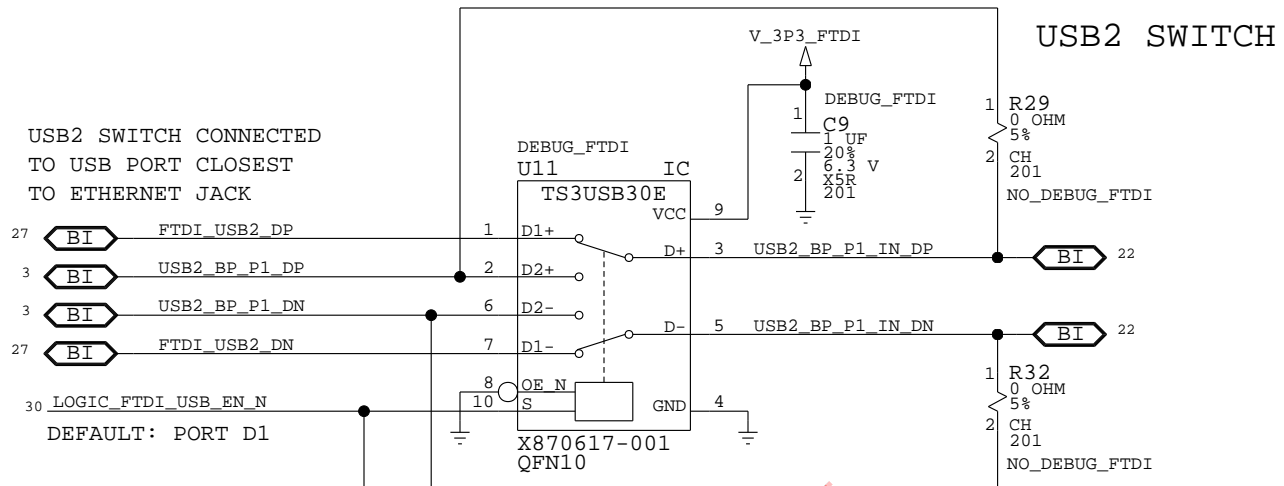 USB2 SWITCH
V_3P3_FTDI
DEBUG_FTDI
1
C9
1 UF
20%
6.3 V
2
X5R
201
1
R29
0 OHM
5%
2
CH
201
NO_DEBUG_FTDI
USB2 SWITCH CONNECTED
TO USB PORT CLOSEST
TO ETHERNET JACK
DEBUG_FTDI
U11 IC
TS3USB30E
VCC 9
27 BI FTDI_USB2_DP 1 D1+
D+ 3 USB2_BP_P1_IN_DP BI 22
3 BI USB2_BP_P1_DP 2 D2+
3 BI USB2_BP_P1_DN 6 D2-
D- 5 USB2_BP_P1_IN_DN BI 22
27 BI FTDI_USB2_DN 7 D1-
8 OE_N
30 LOGIC_FTDI_USB_EN_N 10 S
GND 4
DEFAULT: PORT D1
X870617-001
QFN10
1
R32
0 OHM
5%
2
CH
201
NO_DEBUG_FTDI